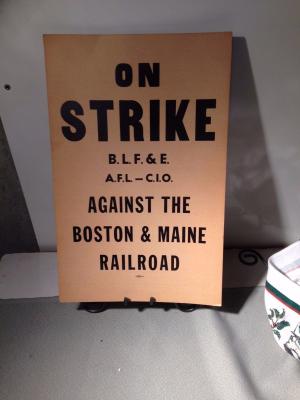 ON
STRIKE
B.L.F. & E.
A.F.L. — C.I.O.
AGAINST THE
BOSTON & MAINE
RAILROAD